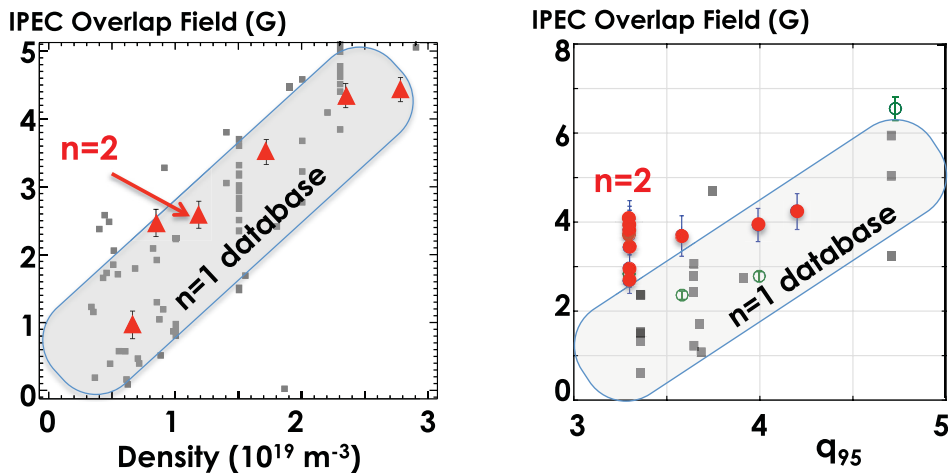 IPEC Overlap Field (G)
5
4
3
2
1
0
n=2
n=1 database
0
1
2
3
Density (10¹⁹ m⁻³)
IPEC Overlap Field (G)
8
6
4
2
0
n=2
n=1 database
3
4
5
q₉₅